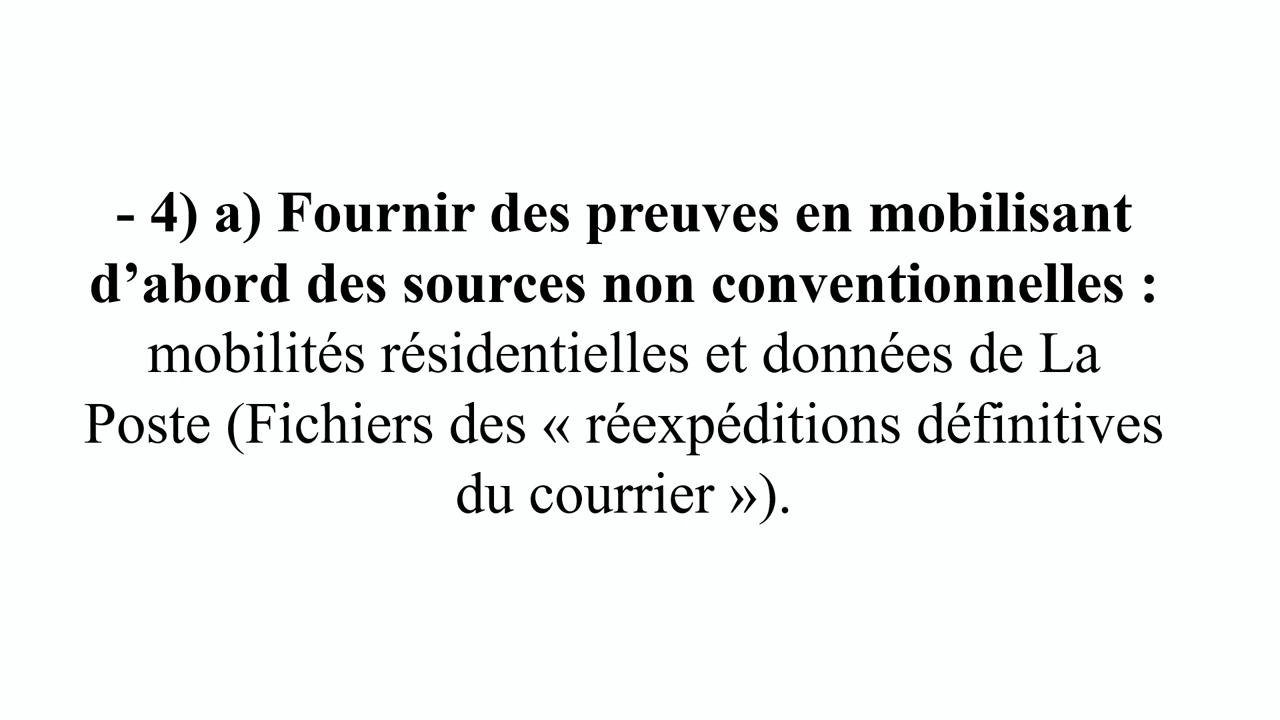 - 4) a) Fournir des preuves en mobilisant
d’abord des sources non conventionnelles :
mobilités résidentielles et données de La
Poste (Fichiers des « réexpéditions définitives
du courrier »).